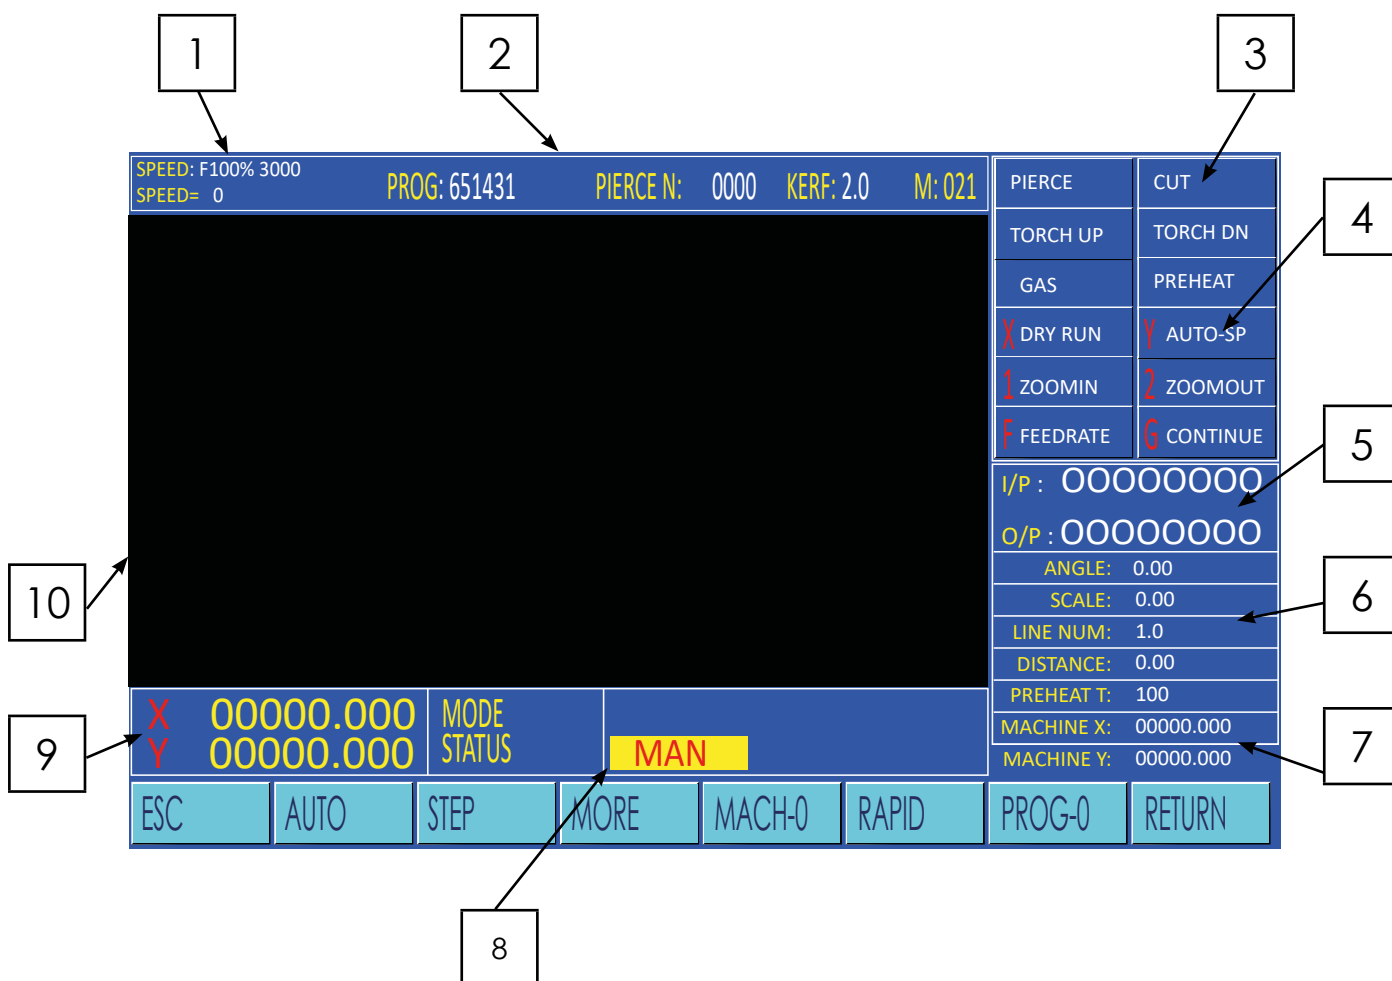 1
2
3
SPEED: F100% 3000
SPEED= 0
PROG: 651431
PIERCE N: 0000
KERF: 2.0
M: 021
PIERCE
CUT
TORCH UP
TORCH DN
4
GAS
PREHEAT
X DRY RUN
Y AUTO-SP
1 ZOOMIN
2 ZOOMOUT
F FEEDRATE
G CONTINUE
5
I/P : OOOOOOOO
O/P : OOOOOOOO
ANGLE: 0.00
SCALE: 0.00
6
LINE NUM: 1.0
DISTANCE: 0.00
PREHEAT T: 100
MACHINE X: 00000.000
MACHINE Y: 00000.000
7
10
9
X 00000.000
Y 00000.000
MODE
STATUS
MAN
ESC
AUTO
STEP
MORE
MACH-0
RAPID
PROG-0
RETURN
8